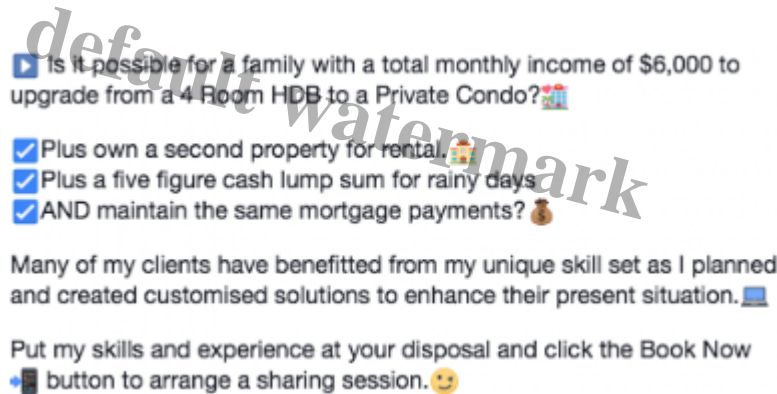 Is it possible for a family with a total monthly income of $6,000 to
upgrade from a 4 Room HDB to a Private Condo?
Plus own a second property for rental.
Plus a five figure cash lump sum for rainy days
AND maintain the same mortgage payments?
Many of my clients have benefitted from my unique skill set as I planned
and created customised solutions to enhance their present situation.
Put my skills and experience at your disposal and click the Book Now
button to arrange a sharing session.
default watermark